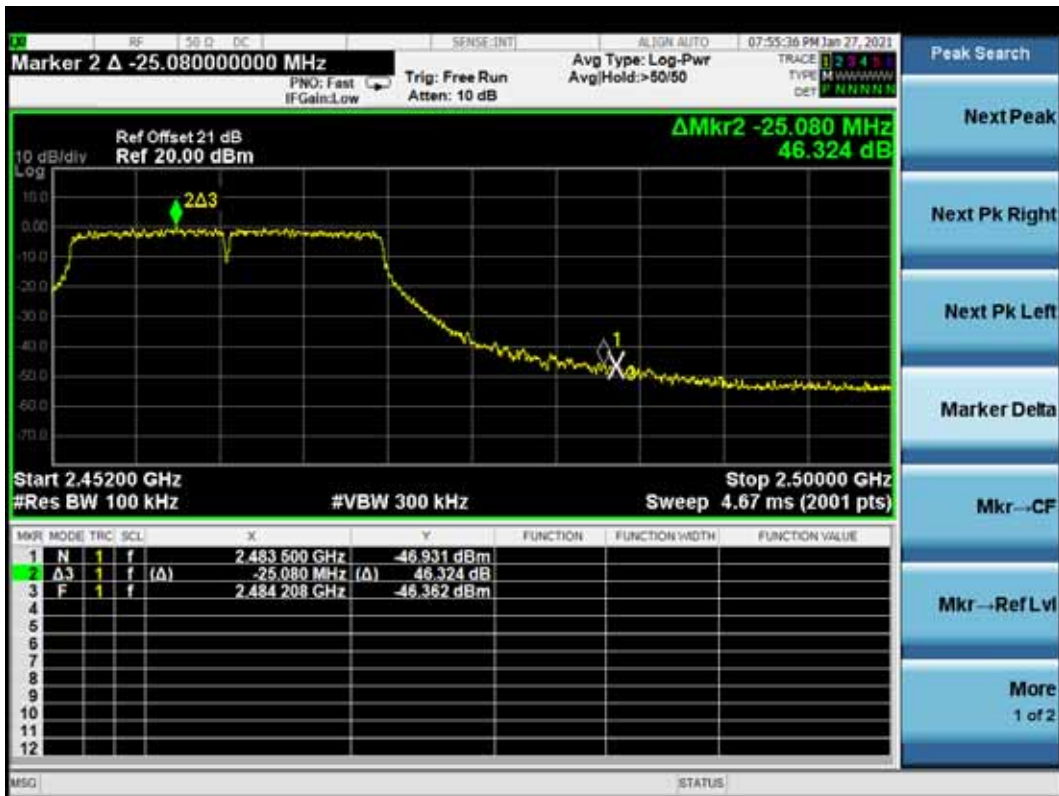 RF 50 Ω DC SENSE:INT ALIGN AUTO 07:55:36 PM Jan 27, 2021
Marker 2 Δ -25.080000000 MHz
PNO: Fast
IFGain:Low
Trig: Free Run
Atten: 10 dB
Avg Type: Log-Pwr
Avg|Hold:>50/50
TRACE 1 2 3 4 5 6
TYPE M WWWWW
DET P N N N N N
ΔMkr2 -25.080 MHz
46.324 dB
Ref Offset 21 dB
10 dB/div Ref 20.00 dBm
Log
10.0
0.00
-10.0
-20.0
-30.0
-40.0
-50.0
-60.0
-70.0
2Δ3
1
3
Start 2.45200 GHz Stop 2.50000 GHz
#Res BW 100 kHz #VBW 300 kHz Sweep 4.67 ms (2001 pts)
MKR MODE TRC SCL X Y FUNCTION FUNCTION WIDTH FUNCTION VALUE
1 N 1 f 2.483 500 GHz -46.931 dBm
2 Δ3 1 f (Δ) -25.080 MHz (Δ) 46.324 dB
3 F 1 f 2.484 208 GHz -46.362 dBm
4
5
6
7
8
9
10
11
12
MSG STATUS
Peak Search
Next Peak
Next Pk Right
Next Pk Left
Marker Delta
Mkr→CF
Mkr→Ref Lvl
More
1 of 2